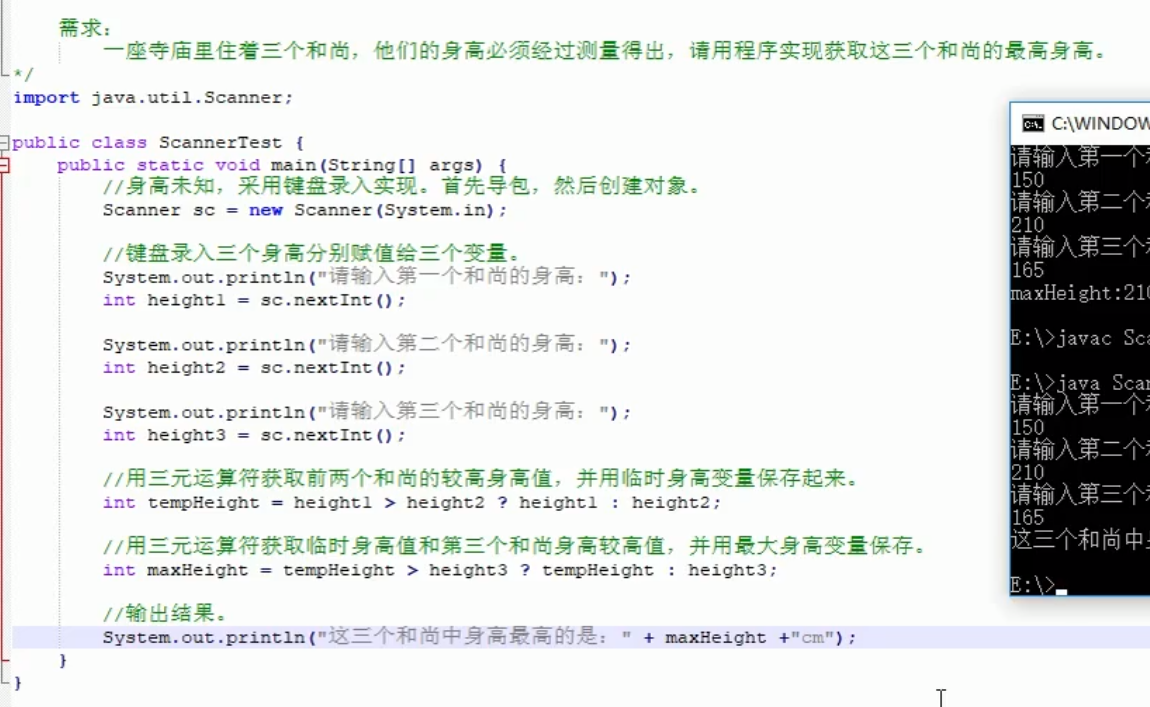 需求：
一座寺庙里住着三个和尚，他们的身高必须经过测量得出，请用程序实现获取这三个和尚的最高身高。
*/
import java.util.Scanner;
public class ScannerTest {
public static void main(String[] args) {
//身高未知，采用键盘录入实现。首先导包，然后创建对象。
Scanner sc = new Scanner(System.in);
//键盘录入三个身高分别赋值给三个变量。
System.out.println("请输入第一个和尚的身高：");
int height1 = sc.nextInt();
System.out.println("请输入第二个和尚的身高：");
int height2 = sc.nextInt();
System.out.println("请输入第三个和尚的身高：");
int height3 = sc.nextInt();
//用三元运算符获取前两个和尚的较高身高值，并用临时身高变量保存起来。
int tempHeight = height1 > height2 ? height1 : height2;
//用三元运算符获取临时身高值和第三个和尚身高较高值，并用最大身高变量保存。
int maxHeight = tempHeight > height3 ? tempHeight : height3;
//输出结果。
System.out.println("这三个和尚中身高最高的是：" + maxHeight +"cm");
}
}
C:\WINDOW
请输入第一个
150
请输入第二个
210
请输入第三个
165
maxHeight:210
E:\>javac Sca
E:\>java Scan
请输入第一个
150
请输入第二个
210
请输入第三个
165
这三个和尚中
E:\>